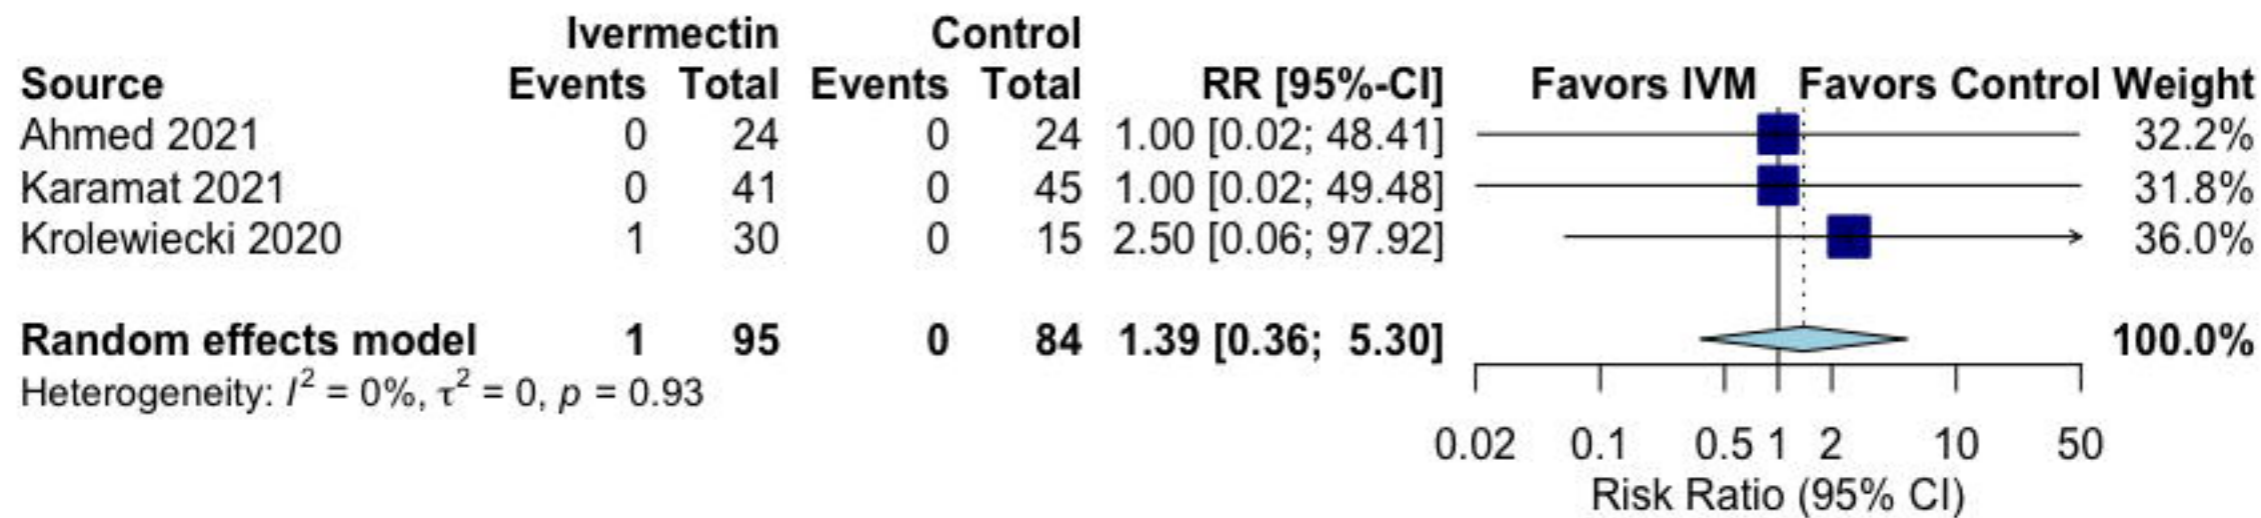 Ivermectin Control
Source Events Total Events Total RR [95%-CI] Favors IVM Favors Control Weight
Ahmed 2021 0 24 0 24 1.00 [0.02; 48.41] 32.2%
Karamat 2021 0 41 0 45 1.00 [0.02; 49.48] 31.8%
Krolewiecki 2020 1 30 0 15 2.50 [0.06; 97.92] 36.0%
Random effects model 1 95 0 84 1.39 [0.36; 5.30] 100.0%
Heterogeneity: I² = 0%, τ² = 0, p = 0.93
0.02 0.1 0.5 1 2 10 50
Risk Ratio (95% CI)